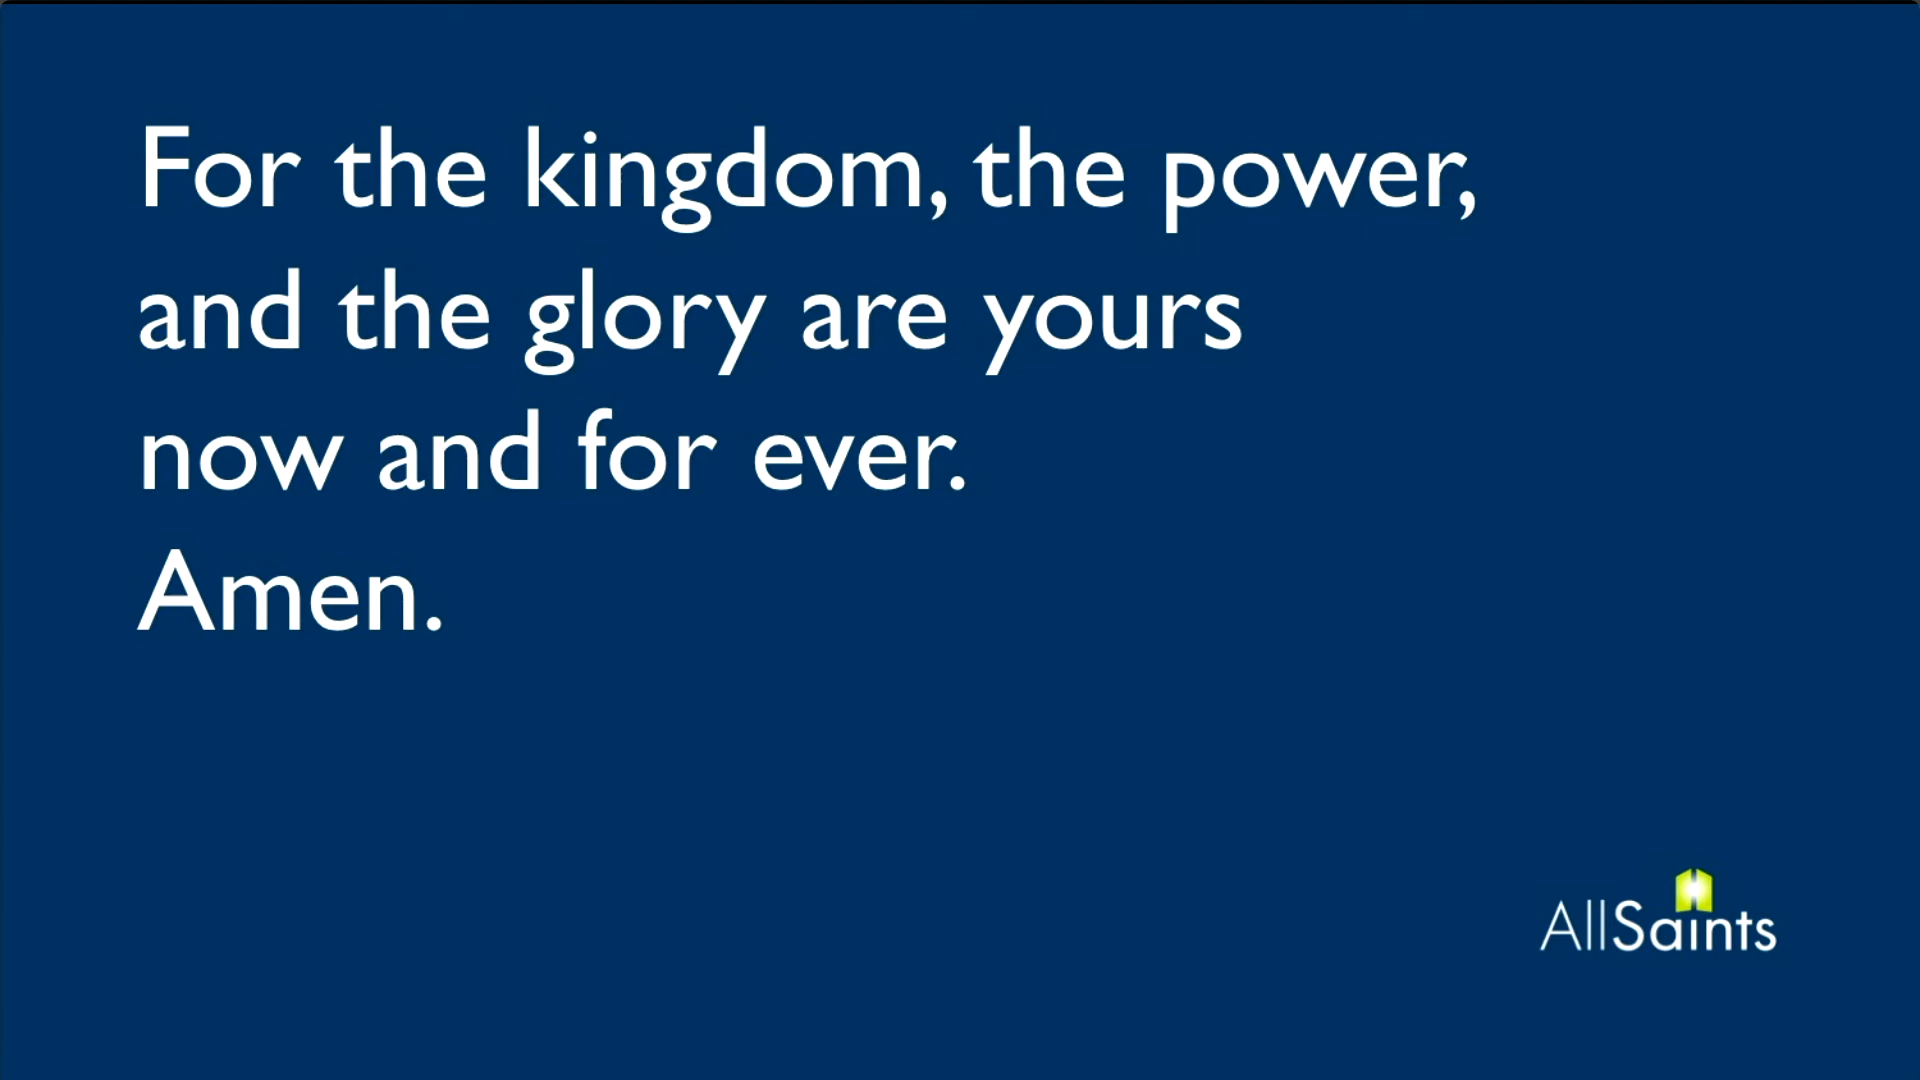 For the kingdom, the power,
and the glory are yours
now and for ever.
Amen.
AllSaints